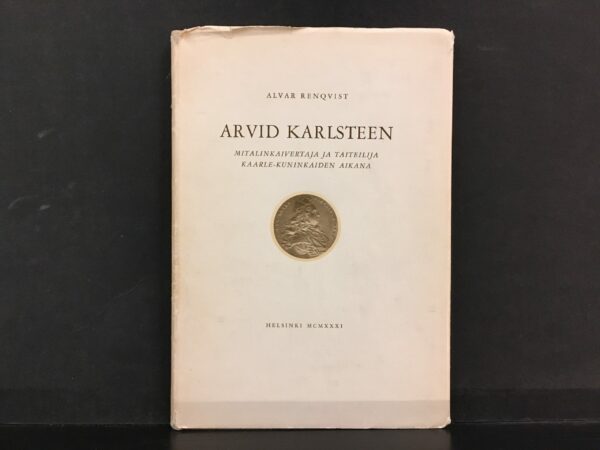 ALVAR RENQVIST
ARVID KARLSTEEN
MITALINKAIVERTAJA JA TAITEILIJA
KAARLE-KUNINKAIDEN AIKANA
HELSINKI MCMXXXI